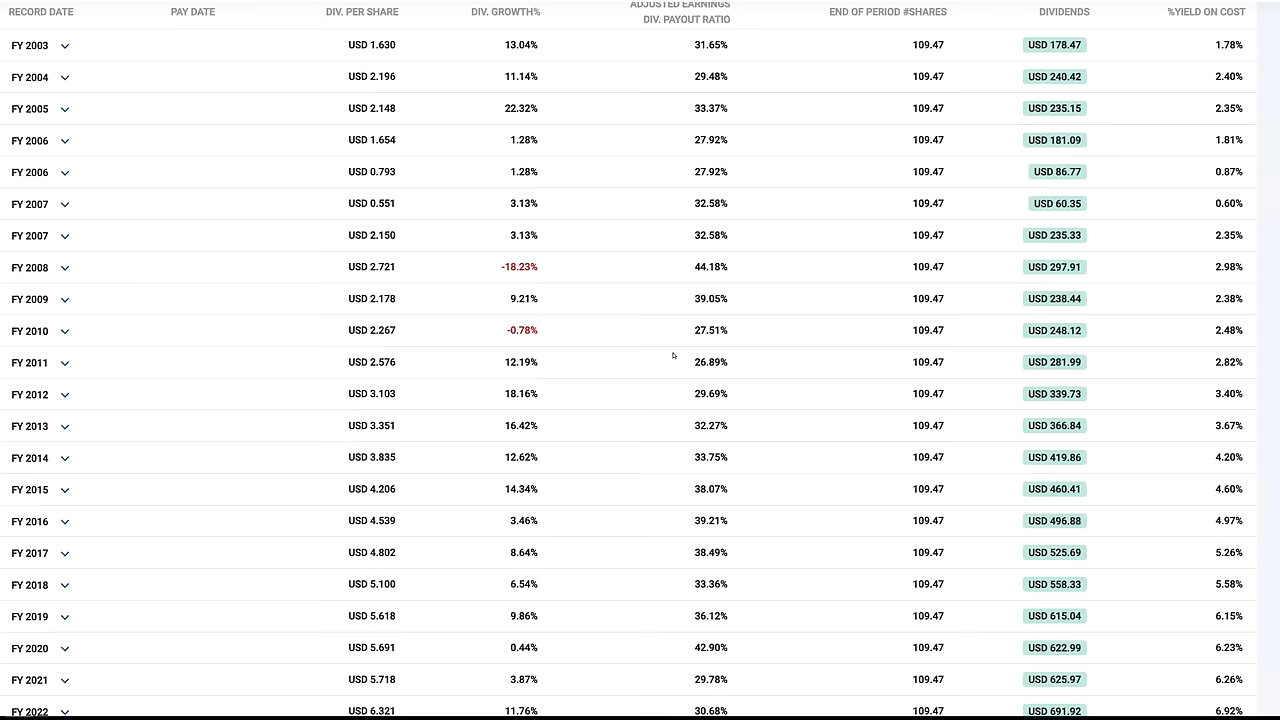 ADJUSTED EARNINGS
RECORD DATE PAY DATE DIV. PER SHARE DIV. GROWTH% DIV. PAYOUT RATIO END OF PERIOD #SHARES DIVIDENDS %YIELD ON COST
FY 2003 USD 1.630 13.04% 31.65% 109.47 USD 178.47 1.78%
FY 2004 USD 2.196 11.14% 29.48% 109.47 USD 240.42 2.40%
FY 2005 USD 2.148 22.32% 33.37% 109.47 USD 235.15 2.35%
FY 2006 USD 1.654 1.28% 27.92% 109.47 USD 181.09 1.81%
FY 2006 USD 0.793 1.28% 27.92% 109.47 USD 86.77 0.87%
FY 2007 USD 0.551 3.13% 32.58% 109.47 USD 60.35 0.60%
FY 2007 USD 2.150 3.13% 32.58% 109.47 USD 235.33 2.35%
FY 2008 USD 2.721 -18.23% 44.18% 109.47 USD 297.91 2.98%
FY 2009 USD 2.178 9.21% 39.05% 109.47 USD 238.44 2.38%
FY 2010 USD 2.267 -0.78% 27.51% 109.47 USD 248.12 2.48%
FY 2011 USD 2.576 12.19% 26.89% 109.47 USD 281.99 2.82%
FY 2012 USD 3.103 18.16% 29.69% 109.47 USD 339.73 3.40%
FY 2013 USD 3.351 16.42% 32.27% 109.47 USD 366.84 3.67%
FY 2014 USD 3.835 12.62% 33.75% 109.47 USD 419.86 4.20%
FY 2015 USD 4.206 14.34% 38.07% 109.47 USD 460.41 4.60%
FY 2016 USD 4.539 3.46% 39.21% 109.47 USD 496.88 4.97%
FY 2017 USD 4.802 8.64% 38.49% 109.47 USD 525.69 5.26%
FY 2018 USD 5.100 6.54% 33.36% 109.47 USD 558.33 5.58%
FY 2019 USD 5.618 9.86% 36.12% 109.47 USD 615.04 6.15%
FY 2020 USD 5.691 0.44% 42.90% 109.47 USD 622.99 6.23%
FY 2021 USD 5.718 3.87% 29.78% 109.47 USD 625.97 6.26%
FY 2022 USD 6.321 11.76% 30.68% 109.47 USD 691.92 6.92%